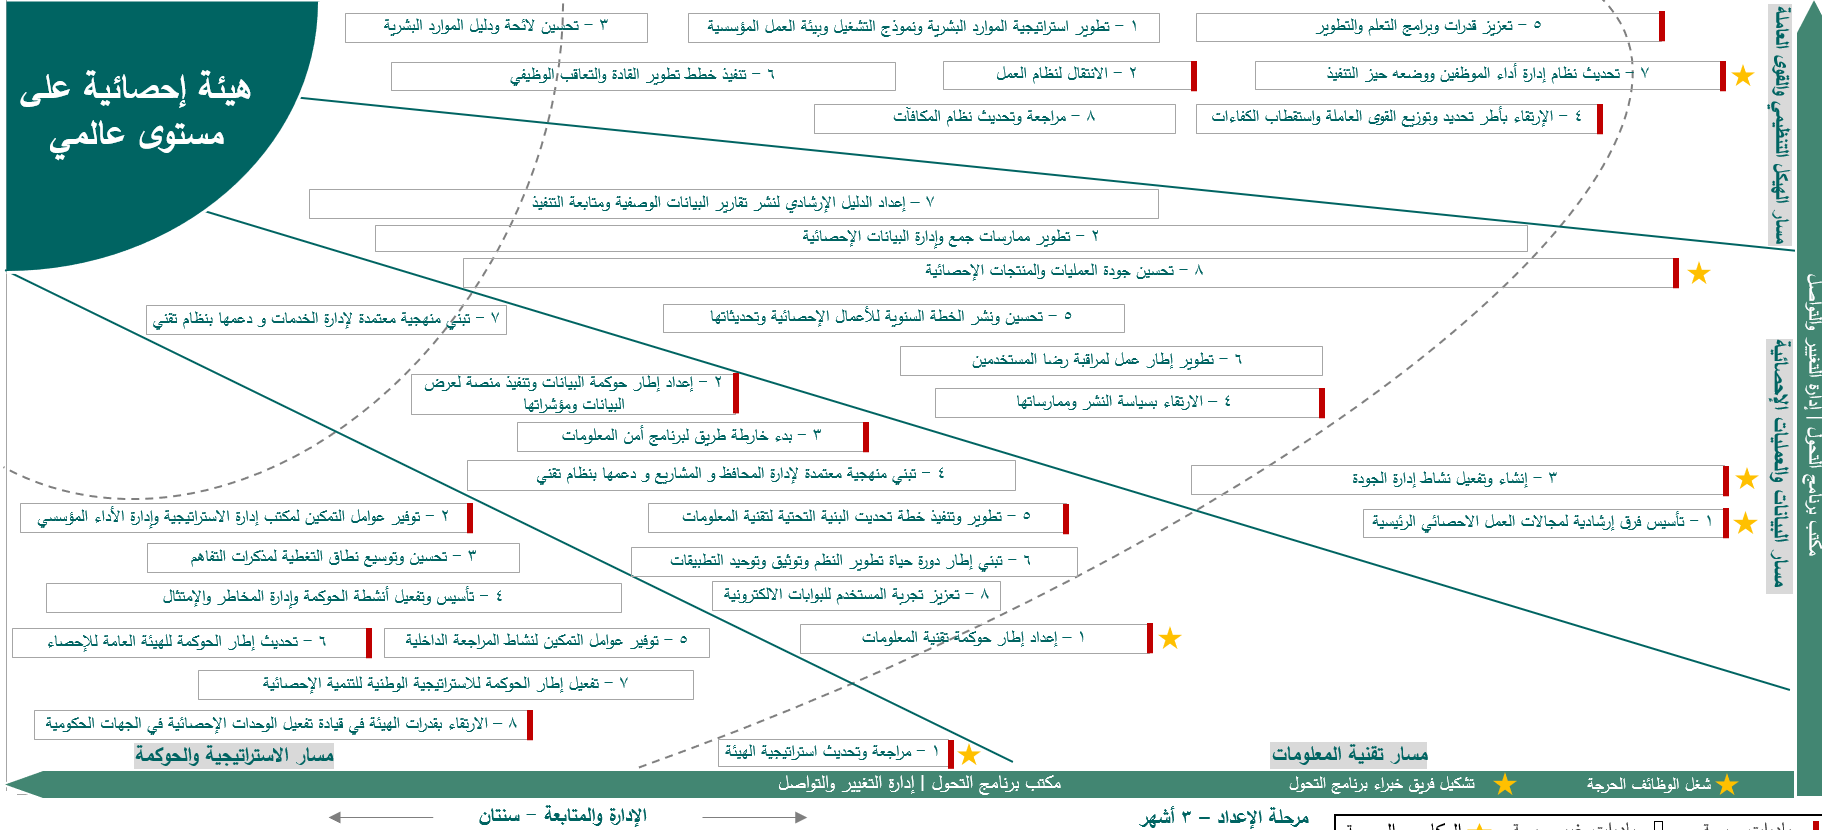 هيئة إحصائية على
مستوى عالمي
مسار الهيكل التنظيمي والقوى العاملة
٥ – تعزيز قدرات وبرامج التعلم والتطوير
١ – تطوير استراتيجية الموارد البشرية ونموذج التشغيل وبيئة العمل المؤسسية
٣ – تحسين لائحة ودليل الموارد البشرية
٧ – تحديث نظام إدارة أداء الموظفين ووضعه حيز التنفيذ
٢ – الانتقال لنظام العمل
٦ – تنفيذ خطط تطوير القادة والتعاقب الوظيفي
٤ – الإرتقاء بأطر تحديد وتوزيع القوى العاملة واستقطاب الكفاءات
٨ – مراجعة وتحديث نظام المكافآت
مسار البيانات والعمليات الإحصائية
٧ – إعداد الدليل الإرشادي لنشر تقارير البيانات الوصفية ومتابعة التنفيذ
٢ – تطوير ممارسات جمع وإدارة البيانات الإحصائية
٨ – تحسين جودة العمليات والمنتجات الإحصائية
٥ – تحسين ونشر الخطة السنوية للأعمال الإحصائية وتحديثاتها
٦ – تطوير إطار عمل لمراقبة رضا المستخدمين
٤ – الارتقاء بسياسة النشر وممارساتها
٣ – إنشاء وتفعيل نشاط إدارة الجودة
١ – تأسيس فرق إرشادية لمجالات العمل الاحصائي الرئيسية
٧ – تبني منهجية معتمدة لإدارة الخدمات و دعمها بنظام تقني
٢ – إعداد إطار حوكمة البيانات وتنفيذ منصة لعرض
البيانات ومؤشراتها
٣ – بدء خارطة طريق لبرنامج أمن المعلومات
٤ – تبني منهجية معتمدة لإدارة المحافظ و المشاريع و دعمها بنظام تقني
٥ – تطوير وتنفيذ خطة تحديث البنية التحتية لتقنية المعلومات
٦ – تبني إطار دورة حياة تطوير النظم وتوثيق وتوحيد التطبيقات
٨ – تعزيز تجربة المستخدم للبوابات الالكترونية
١ – إعداد إطار حوكمة تقنية المعلومات
مسار تقنية المعلومات
٢ – توفير عوامل التمكين لمكتب إدارة الاستراتيجية وإدارة الأداء المؤسسي
٣ – تحسين وتوسيع نطاق التغطية لمذكرات التفاهم
٤ – تأسيس وتفعيل أنشطة الحوكمة وإدارة المخاطر والإمتثال
٥ – توفير عوامل التمكين لنشاط المراجعة الداخلية
٦ – تحديث إطار الحوكمة للهيئة العامة للإحصاء
٧ – تفعيل إطار الحوكمة للاستراتيجية الوطنية للتنمية الإحصائية
٨ – الارتقاء بقدرات الهيئة في قيادة تفعيل الوحدات الإحصائية في الجهات الحكومية
١ – مراجعة وتحديث استراتيجية الهيئة
مسار الاستراتيجية والحوكمة
مكتب برنامج التحول | إدارة التغيير والتواصل
شغل الوظائف الحرجة
تشكيل فريق خبراء برنامج التحول
مكتب برنامج التحول | إدارة التغيير والتواصل
مرحلة الإعداد – ٣ أشهر
الإدارة والمتابعة – سنتان